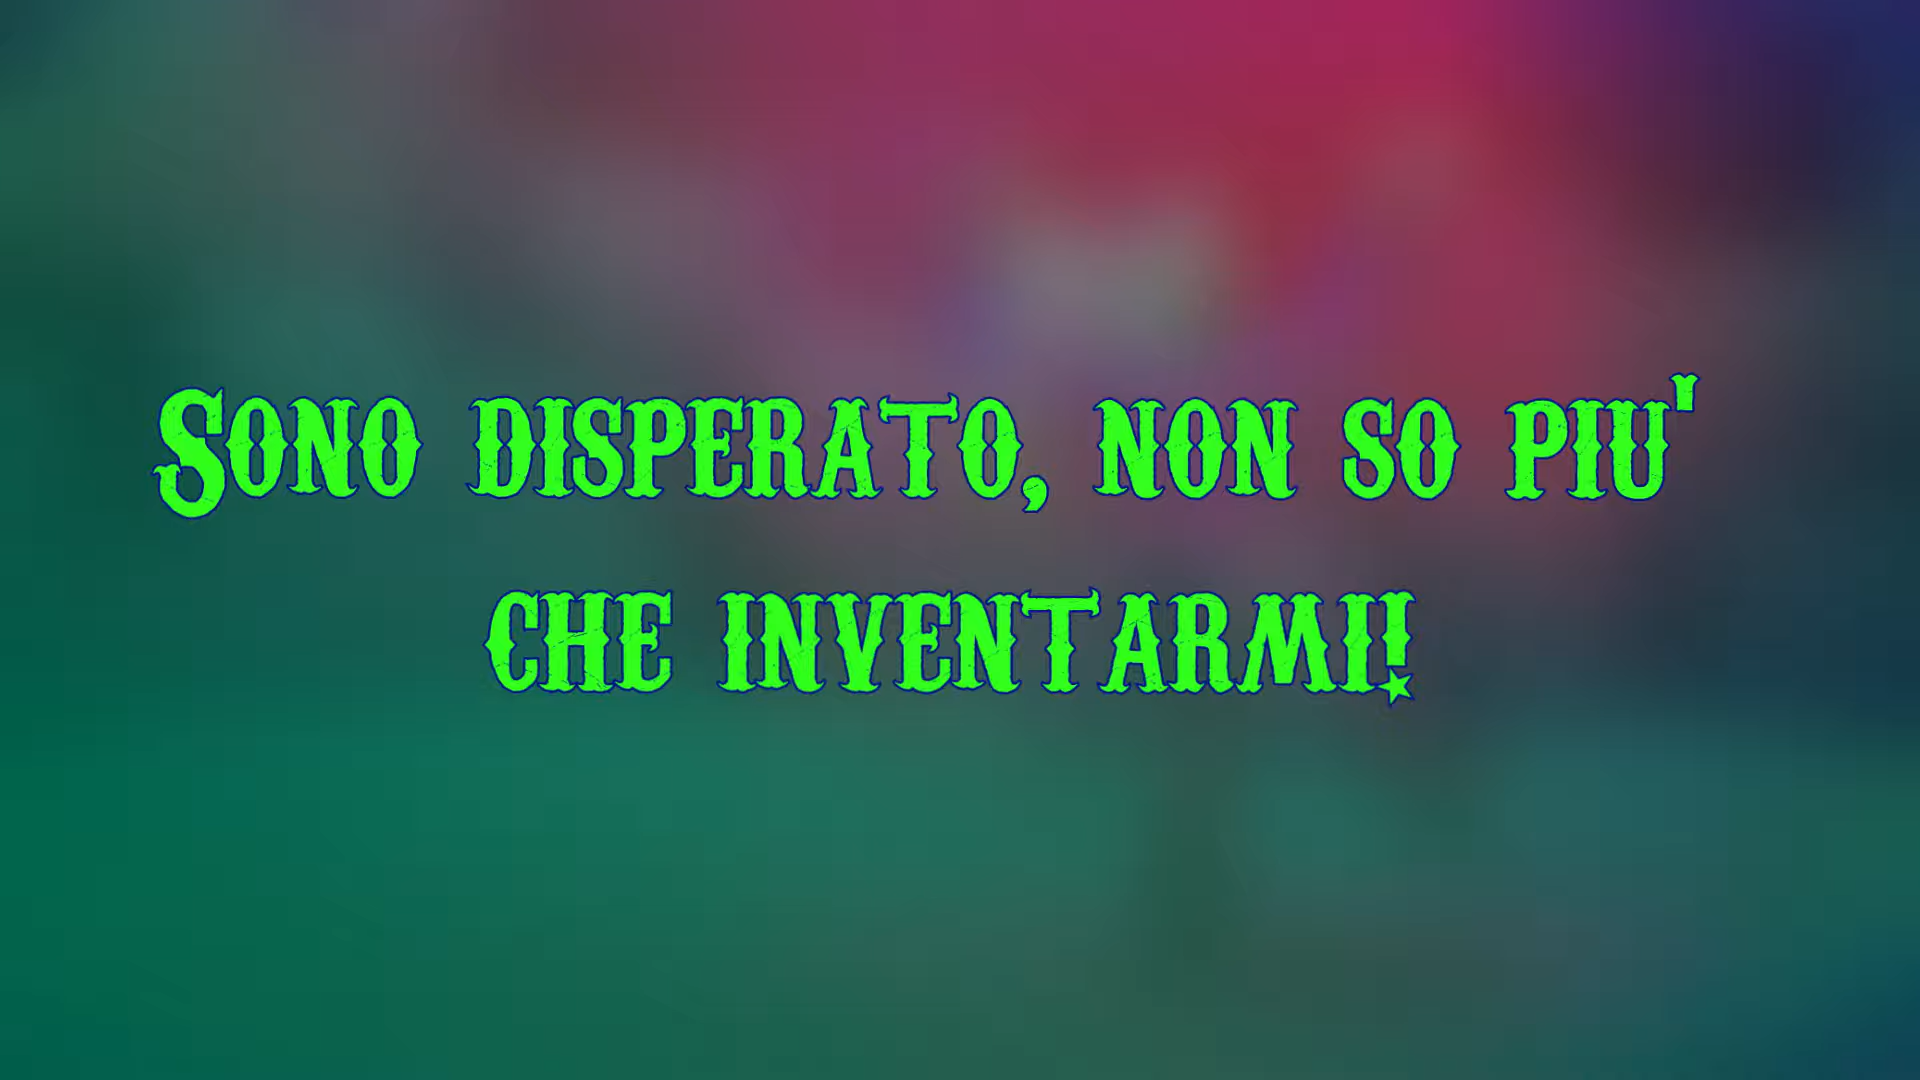 Sono disperato, non so piu'
che inventarmi!